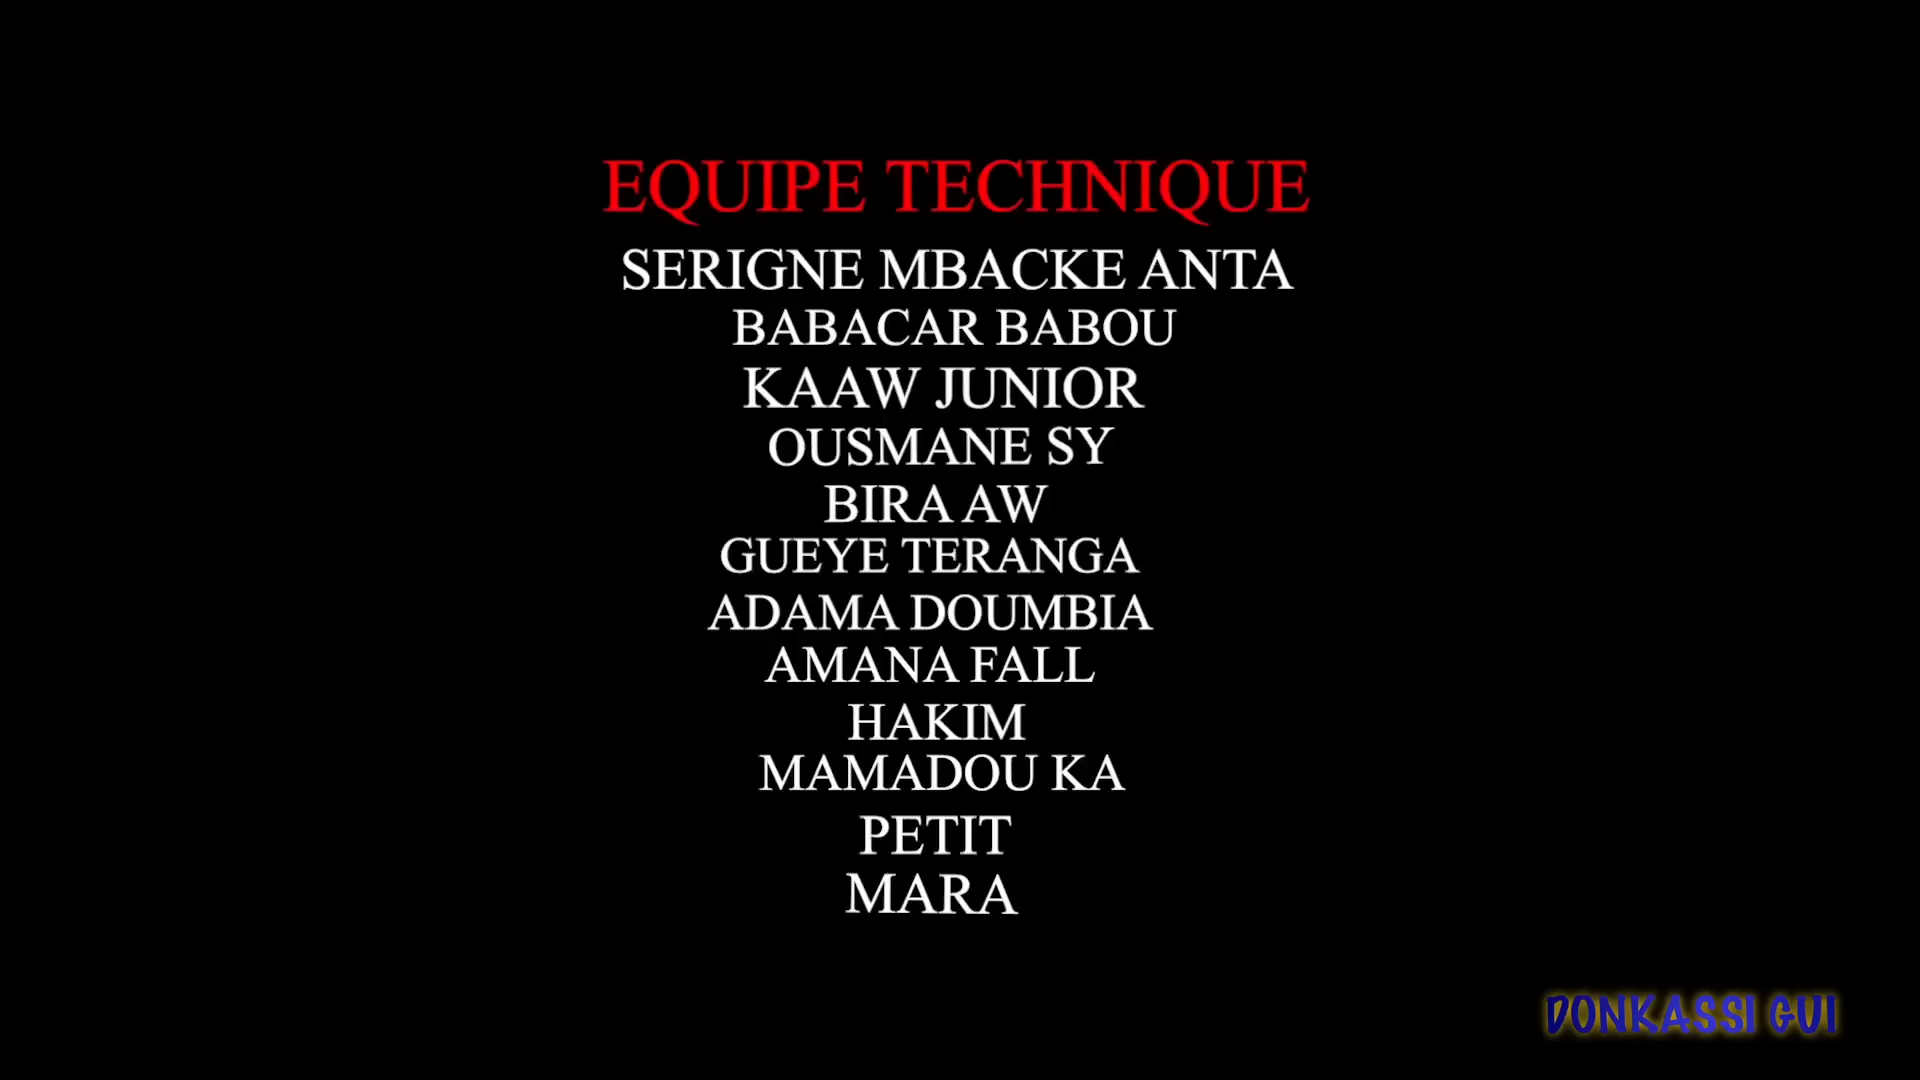 EQUIPE TECHNIQUE
SERIGNE MBACKE ANTA
BABACAR BABOU
KAAW JUNIOR
OUSMANE SY
BIRA AW
GUEYE TERANGA
ADAMA DOUMBIA
AMANA FALL
HAKIM
MAMADOU KA
PETIT
MARA
DONKASSI GUI